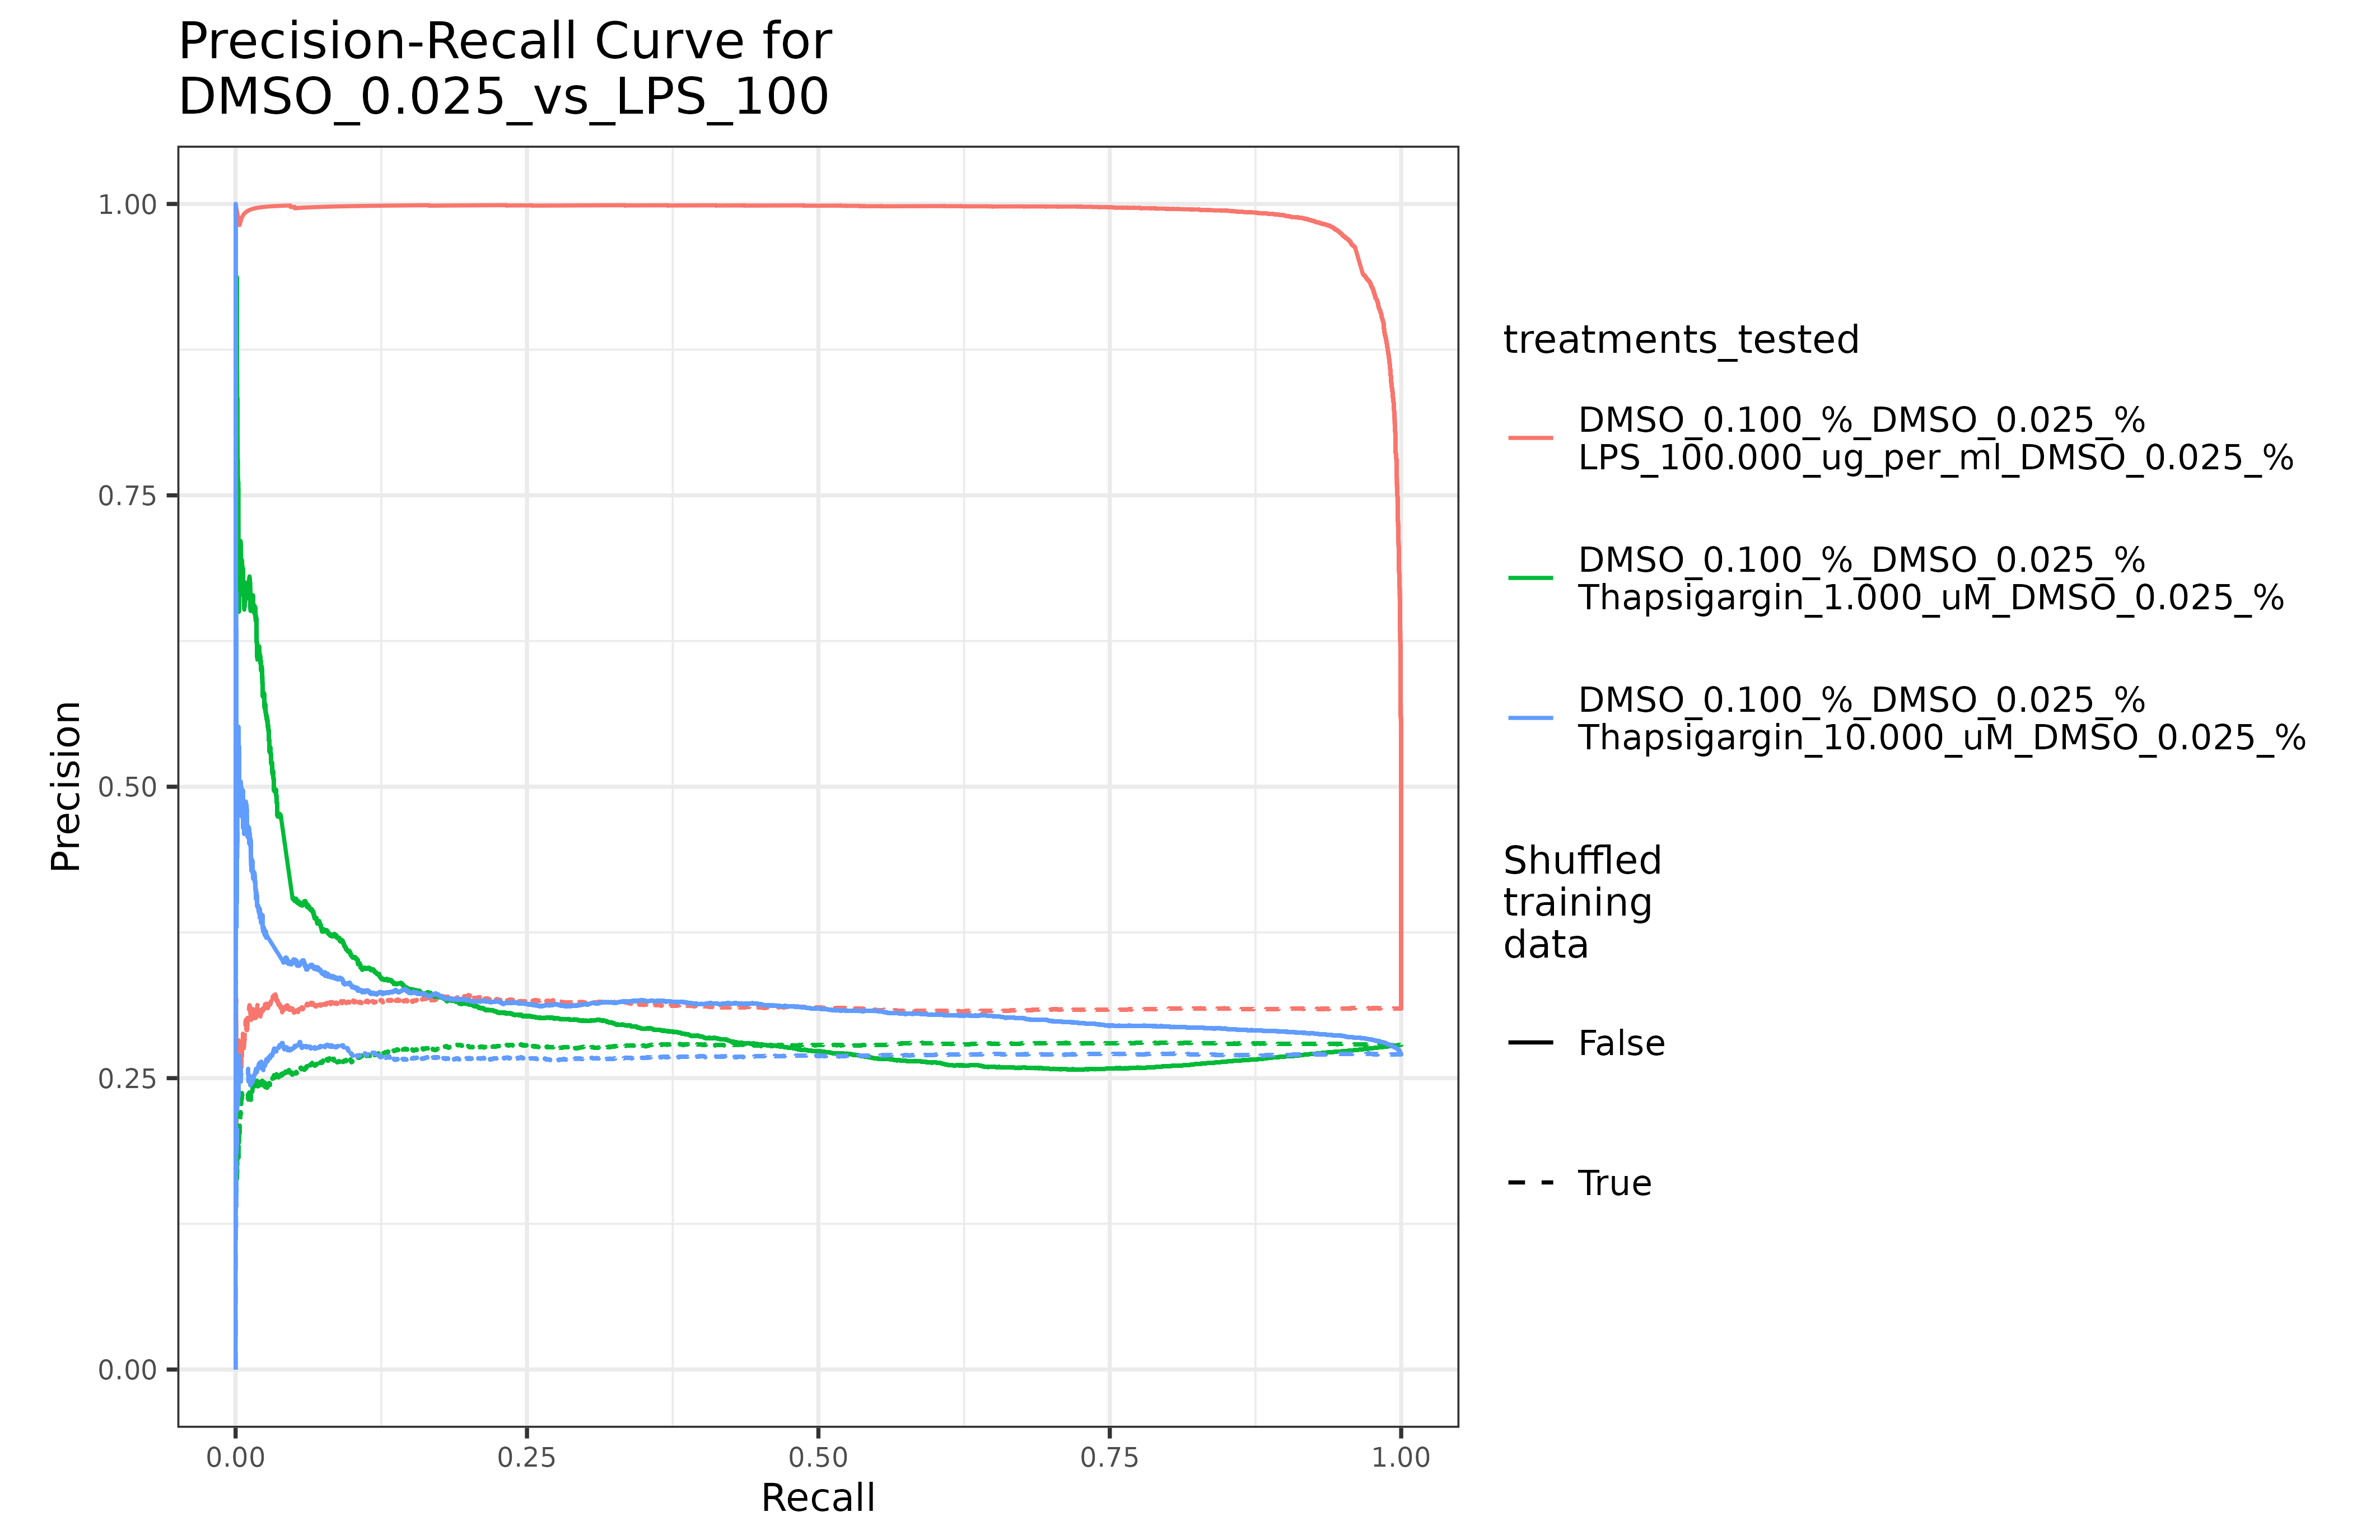 Precision-Recall Curve for
DMSO_0.025_vs_LPS_100
1.00
0.75
0.50
0.25
0.00
Precision
0.00
0.25
0.50
0.75
1.00
Recall
treatments_tested
DMSO_0.100_%_DMSO_0.025_%
LPS_100.000_ug_per_ml_DMSO_0.025_%
DMSO_0.100_%_DMSO_0.025_%
Thapsigargin_1.000_uM_DMSO_0.025_%
DMSO_0.100_%_DMSO_0.025_%
Thapsigargin_10.000_uM_DMSO_0.025_%
Shuffled
training
data
False
True